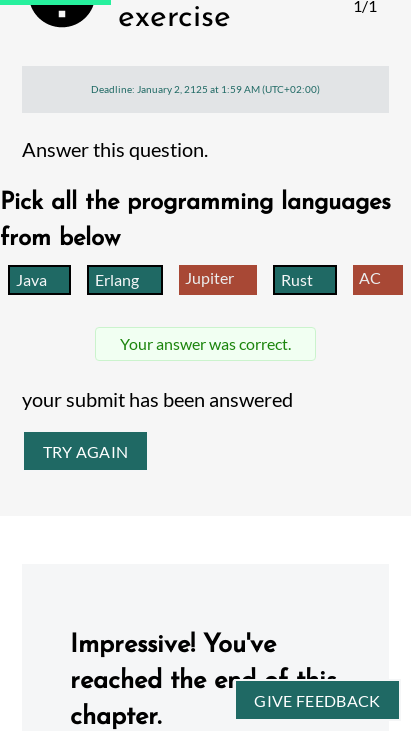 exercise
1/1
Deadline: January 2, 2125 at 1:59 AM (UTC+02:00)
Answer this question.
Pick all the programming languages
from below
Java Erlang Jupiter Rust AC
Your answer was correct.
your submit has been answered
TRY AGAIN
Impressive! You've
reached the end of this
chapter.
GIVE FEEDBACK